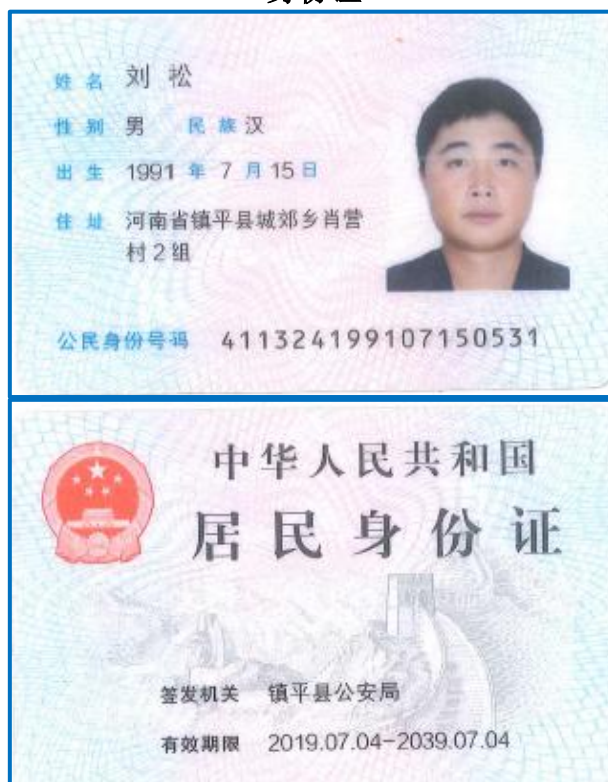 姓名 刘松
性别 男 民族 汉
出生 1991 年 7 月 15 日
住址 河南省镇平县城郊乡肖营
村2组
公民身份号码 411324199107150531
中华人民共和国
居民身份证
签发机关 镇平县公安局
有效期限 2019.07.04-2039.07.04